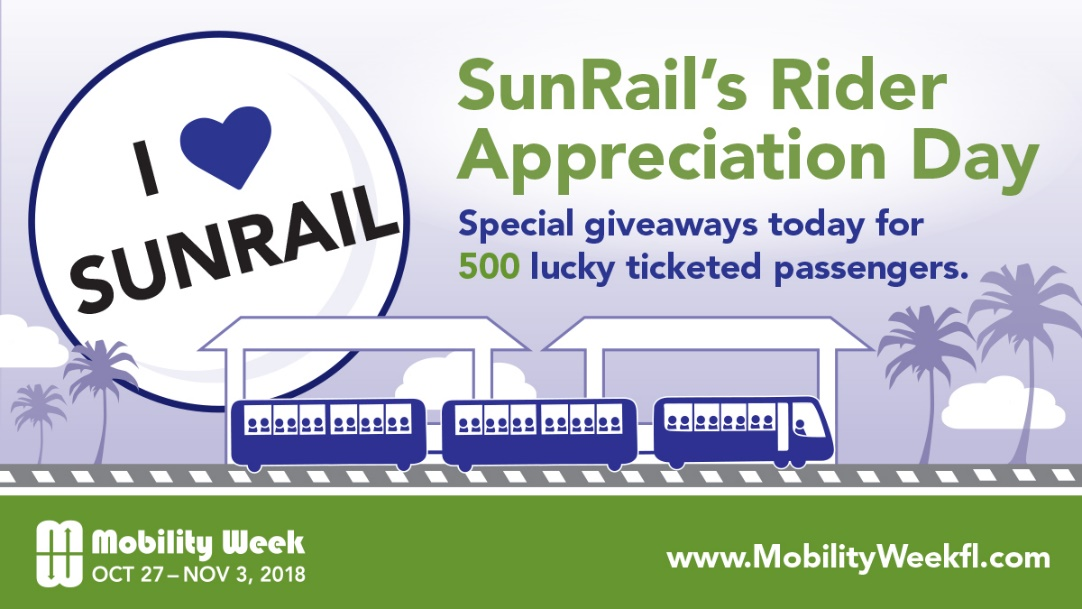 I ♥
SUNRAIL
SunRail's Rider
Appreciation Day
Special giveaways today for
500 lucky ticketed passengers.
Mobility Week
OCT 27 – NOV 3, 2018
www.MobilityWeekfl.com